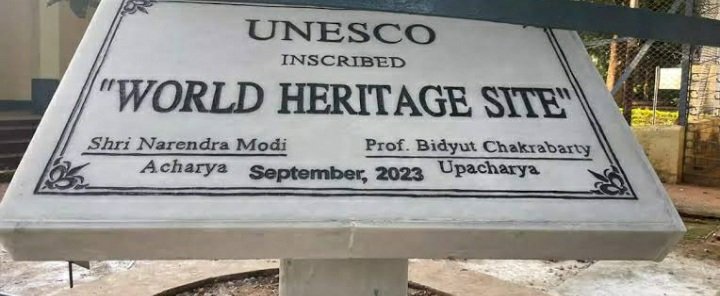 UNESCO
INSCRIBED
"WORLD HERITAGE SITE"
Shri Narendra Modi Prof. Bidyut Chakrabarty
Acharya September, 2023 Upacharya